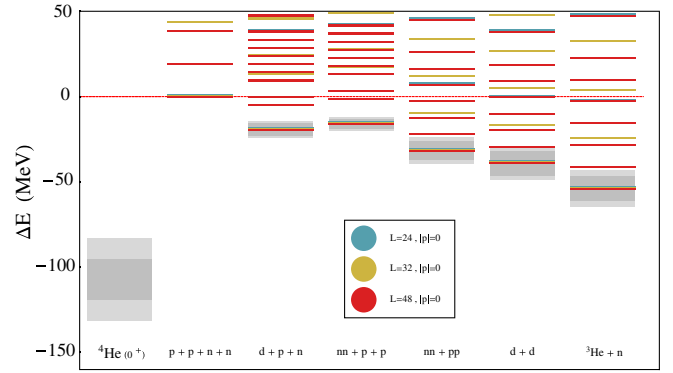 50
0
−50
−100
−150
ΔE (MeV)
L=24 , |p|=0
L=32 , |p|=0
L=48 , |p|=0
⁴He (0⁺)
p + p + n + n
d + p + n
nn + p + p
nn + pp
d + d
³He + n